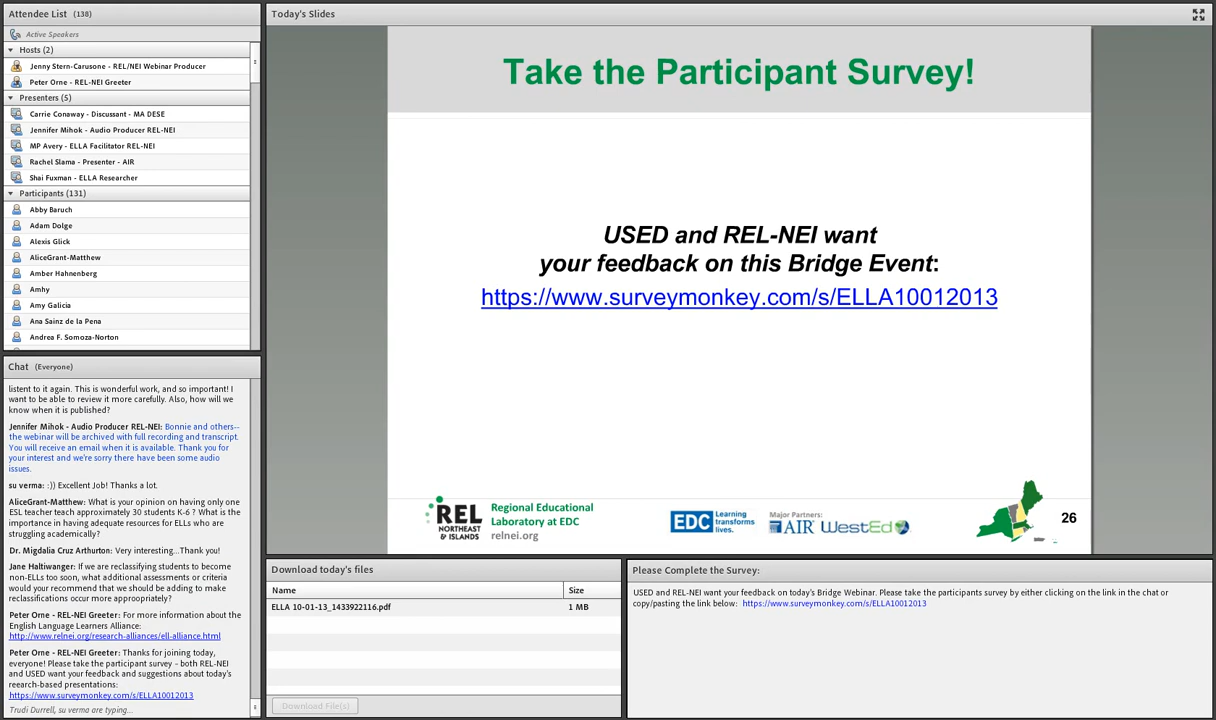 Attendee List (138)
Active Speakers
Hosts (2)
Jenny Stern-Carusone - REL/NEI Webinar Producer
Peter Orne - REL-NEI Greeter
Presenters (5)
Carrie Conaway - Discussant - MA DESE
Jennifer Mihok - Audio Producer REL-NEI
MP Avery - ELLA Facilitator REL-NEI
Rachel Slama - Presenter - AIR
Shai Fuxman - ELLA Researcher
Participants (131)
Abby Baruch
Adam Dolge
Alexis Glick
AliceGrant-Matthew
Amber Hahnenberg
Amhy
Amy Galicia
Ana Sainz de la Pena
Andrea F. Somoza-Norton
Chat (Everyone)
listent to it again. This is wonderful work, and so important! I
want to be able to review it more carefully. Also, how will we
know when it is published?
Jennifer Mihok - Audio Producer REL-NEI: Bonnie and others--
the webinar will be archived with full recording and transcript.
You will receive an email when it is available. Thank you for
your interest and we're sorry there have been some audio
issues.
su verma: :)) Excellent Job! Thanks a lot.
AliceGrant-Matthew: What is your opinion on having only one
ESL teacher teach approximately 30 students K-6 ? What is the
importance in having adequate resources for ELLs who are
struggling academically?
Dr. Migdalia Cruz Arthurton: Very interesting...Thank you!
Jane Haltiwanger: If we are reclassifying students to become
non-ELLs too soon, what additional assessments or criteria
would your recommend that we should be adding to make
reclassifications occur more approopriately?
Peter Orne - REL-NEI Greeter: For more information about the
English Language Learners Alliance:
http://www.relnei.org/research-alliances/ell-alliance.html
Peter Orne - REL-NEI Greeter: Thanks for joining today,
everyone! Please take the participant survey - both REL-NEI
and USED want your feedback and suggestions about today's
reearch-based presentations:
https://www.surveymonkey.com/s/ELLA10012013
Trudi Durrell, su verma are typing...
Today's Slides
Take the Participant Survey!
USED and REL-NEI want
your feedback on this Bridge Event:
https://www.surveymonkey.com/s/ELLA10012013
REL
NORTHEAST
& ISLANDS
Regional Educational
Laboratory at EDC
relnei.org
EDC Learning
transforms
lives.
Major Partners:
AIR WestEd
26
Download today's files
Name Size
ELLA 10-01-13_1433922116.pdf 1 MB
Download File(s)
Please Complete the Survey:
USED and REL-NEI want your feedback on today's Bridge Webinar. Please take the participants survey by either clicking on the link in the chat or
copy/pasting the link below: https://www.surveymonkey.com/s/ELLA10012013